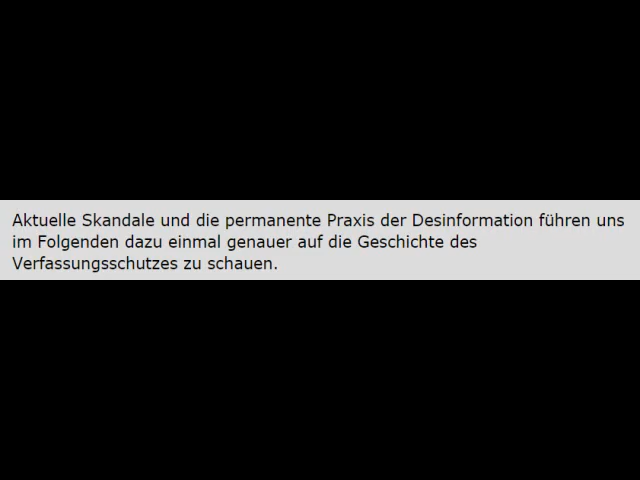 Aktuelle Skandale und die permanente Praxis der Desinformation führen uns
im Folgenden dazu einmal genauer auf die Geschichte des
Verfassungsschutzes zu schauen.